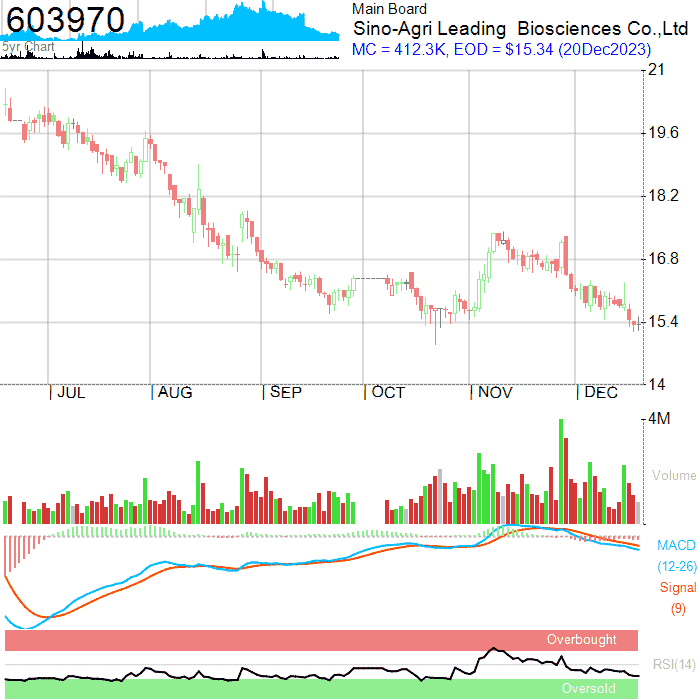 603970
5yr Chart
Main Board
Sino-Agri Leading Biosciences Co.,Ltd
MC = 412.3K, EOD = $15.34 (20Dec2023)
21
19.6
18.2
16.8
15.4
14
JUL AUG SEP OCT NOV DEC
4M
Volume
MACD
(12-26)
Signal
(9)
Overbought
RSI(14)
Oversold